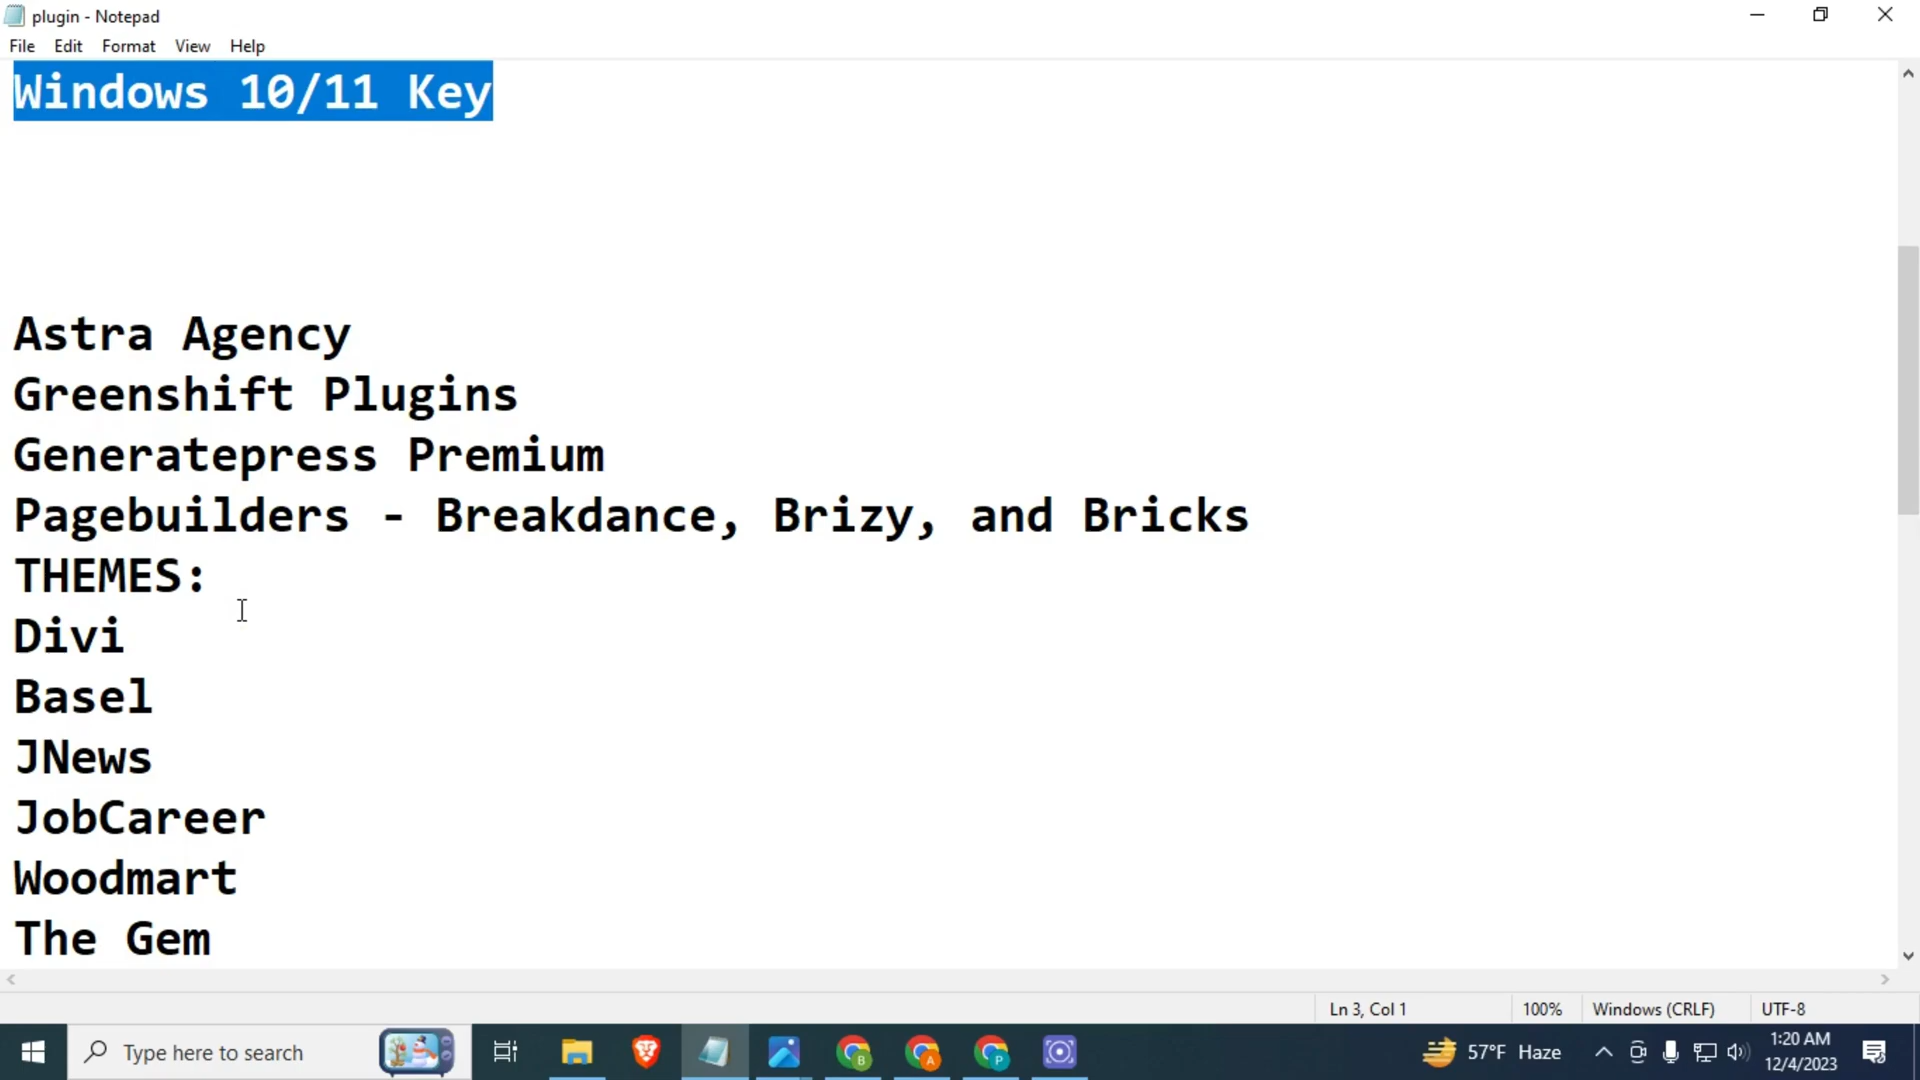 plugin - Notepad
File Edit Format View Help
Windows 10/11 Key
Astra Agency
Greenshift Plugins
Generatepress Premium
Pagebuilders - Breakdance, Brizy, and Bricks
THEMES:
Divi
Basel
JNews
JobCareer
Woodmart
The Gem
Ln 3, Col 1 100% Windows (CRLF) UTF-8
Type here to search B A P 57°F Haze 1:20 AM
12/4/2023